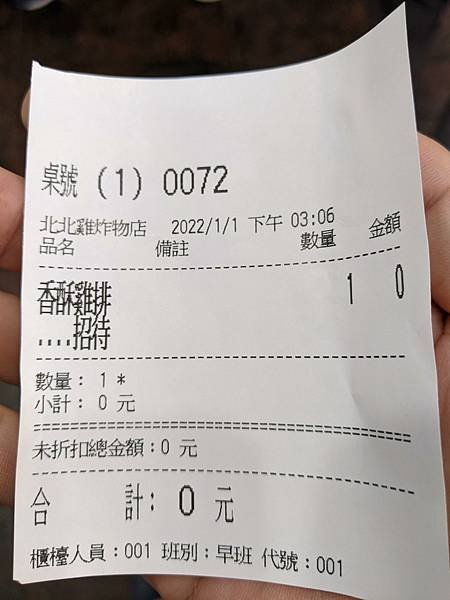 桌號 (1) 0072
北北雞炸物店 2022/1/1 下午 03:06
品名 備註 數量 金額
香酥雞排 1 0
....招待
數量: 1 *
小計: 0 元
未折扣總金額:0 元
合 計: 0 元
櫃檯人員:001 班別:早班 代號:001